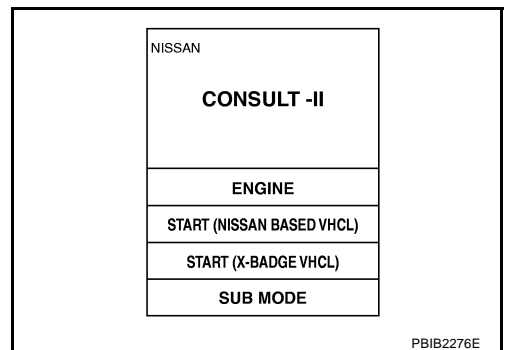 NISSAN
CONSULT -II
ENGINE
START (NISSAN BASED VHCL)
START (X-BADGE VHCL)
SUB MODE
PBIB2276E